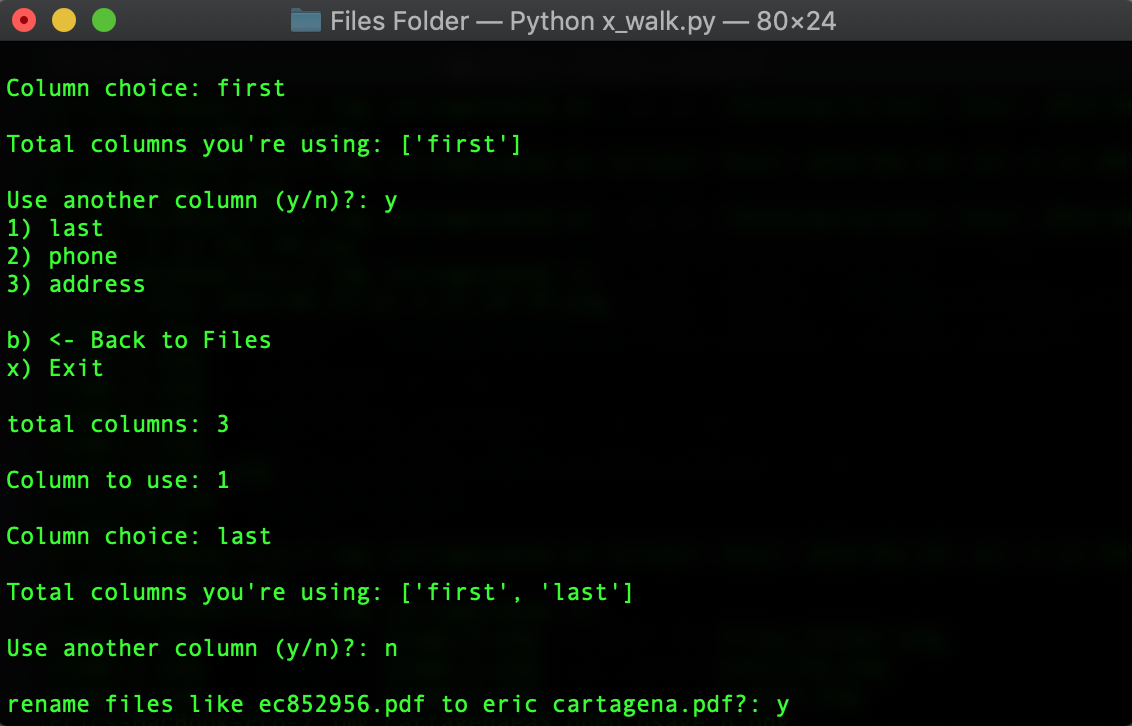 Files Folder — Python x_walk.py — 80×24
Column choice: first
Total columns you're using: ['first']
Use another column (y/n)?: y
1) last
2) phone
3) address
b) <- Back to Files
x) Exit
total columns: 3
Column to use: 1
Column choice: last
Total columns you're using: ['first', 'last']
Use another column (y/n)?: n
rename files like ec852956.pdf to eric cartagena.pdf?: y